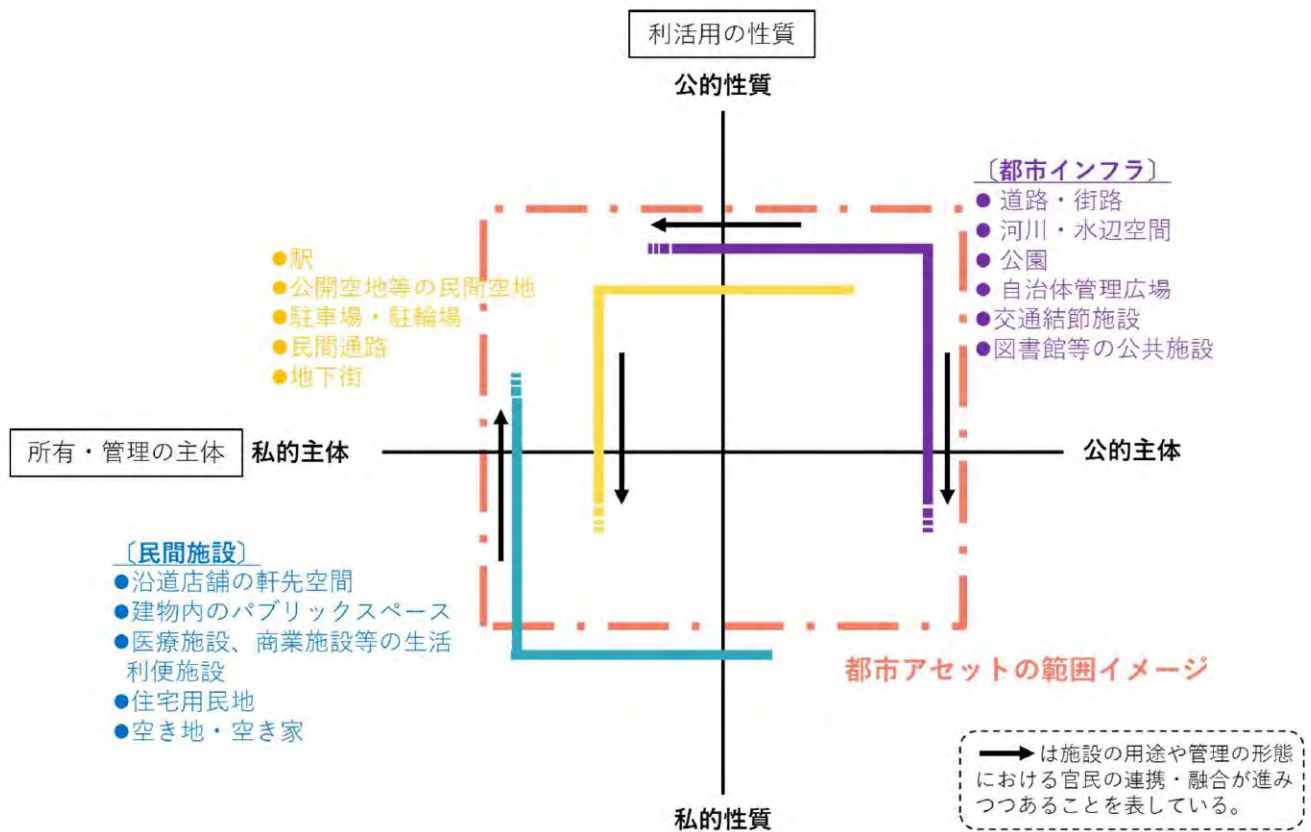 利活用の性質
公的性質
〔都市インフラ〕
● 道路・街路
● 河川・水辺空間
● 公園
● 自治体管理広場
●交通結節施設
●図書館等の公共施設
●駅
●公開空地等の民間空地
●駐車場・駐輪場
●民間通路
●地下街
所有・管理の主体
私的主体
公的主体
〔民間施設〕
●沿道店舗の軒先空間
●建物内のパブリックスペース
●医療施設、商業施設等の生活
利便施設
●住宅用民地
●空き地・空き家
都市アセットの範囲イメージ
は施設の用途や管理の形態
における官民の連携・融合が進み
つつあることを表している。
私的性質